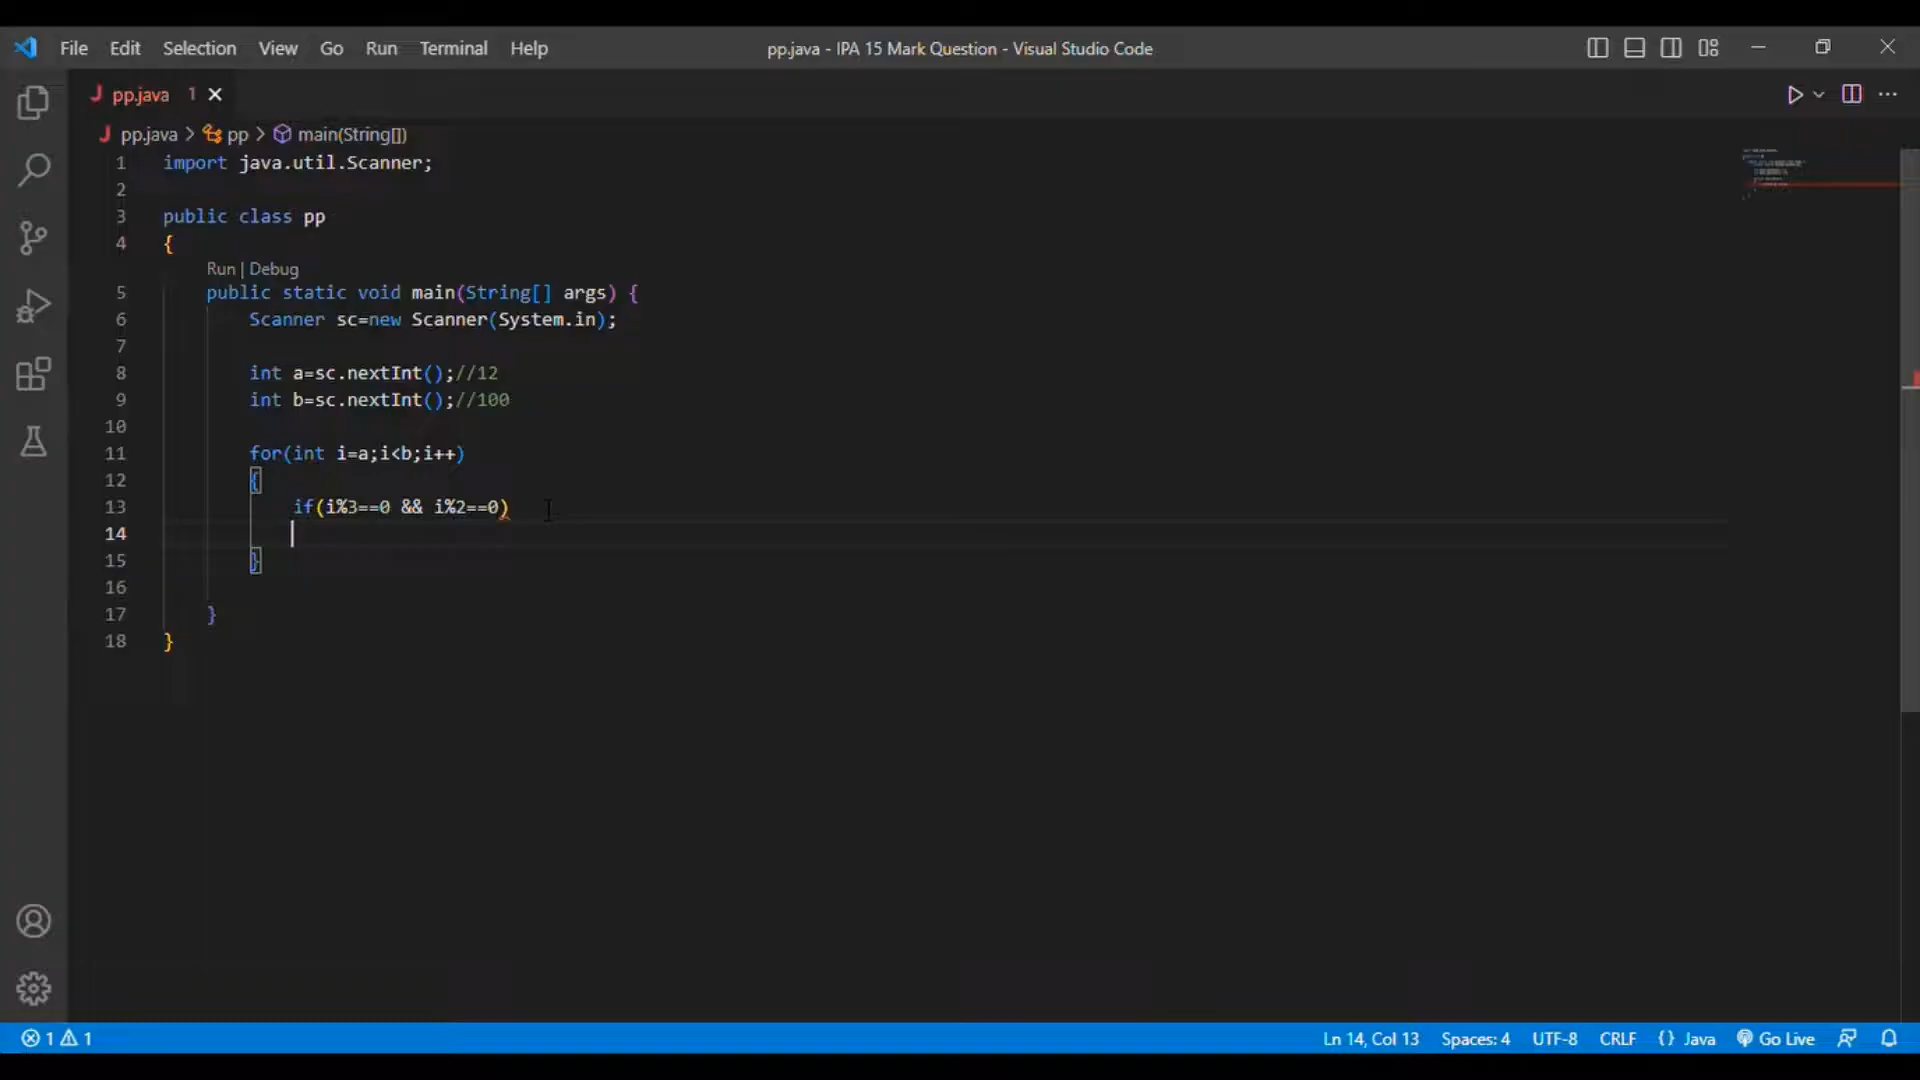 File Edit Selection View Go Run Terminal Help
pp.java - IPA 15 Mark Question - Visual Studio Code
pp.java 1
pp.java > pp > main(String[])
1 import java.util.Scanner;
2
3 public class pp
4 {
Run | Debug
5 public static void main(String[] args) {
6 Scanner sc=new Scanner(System.in);
7
8 int a=sc.nextInt();//12
9 int b=sc.nextInt();//100
10
11 for(int i=a;i<b;i++)
12 {
13 if(i%3==0 && i%2==0)
14
15 }
16
17 }
18 }
1 1 Ln 14, Col 13 Spaces: 4 UTF-8 CRLF {} Java Go Live